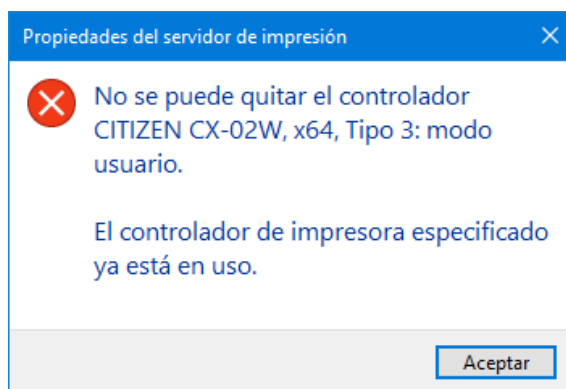 Propiedades del servidor de impresión
No se puede quitar el controlador
CITIZEN CX-02W, x64, Tipo 3: modo
usuario.
El controlador de impresora especificado
ya está en uso.
Aceptar